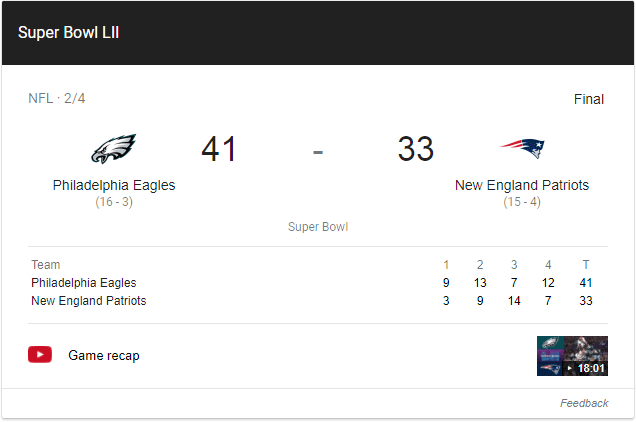 Super Bowl LII
NFL · 2/4 Final
41 - 33
Philadelphia Eagles New England Patriots
(16 - 3) (15 - 4)
Super Bowl
Team 1 2 3 4 T
Philadelphia Eagles 9 13 7 12 41
New England Patriots 3 9 14 7 33
Game recap 18:01
Feedback